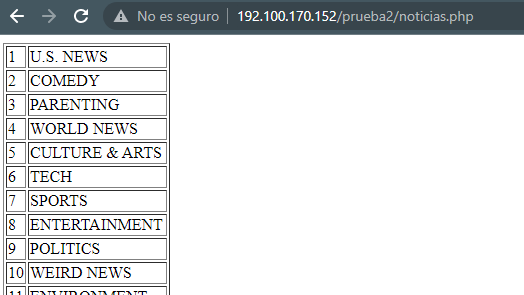 No es seguro 192.100.170.152/prueba2/noticias.php
1 U.S. NEWS
2 COMEDY
3 PARENTING
4 WORLD NEWS
5 CULTURE & ARTS
6 TECH
7 SPORTS
8 ENTERTAINMENT
9 POLITICS
10 WEIRD NEWS
11 ENVIRONMENT